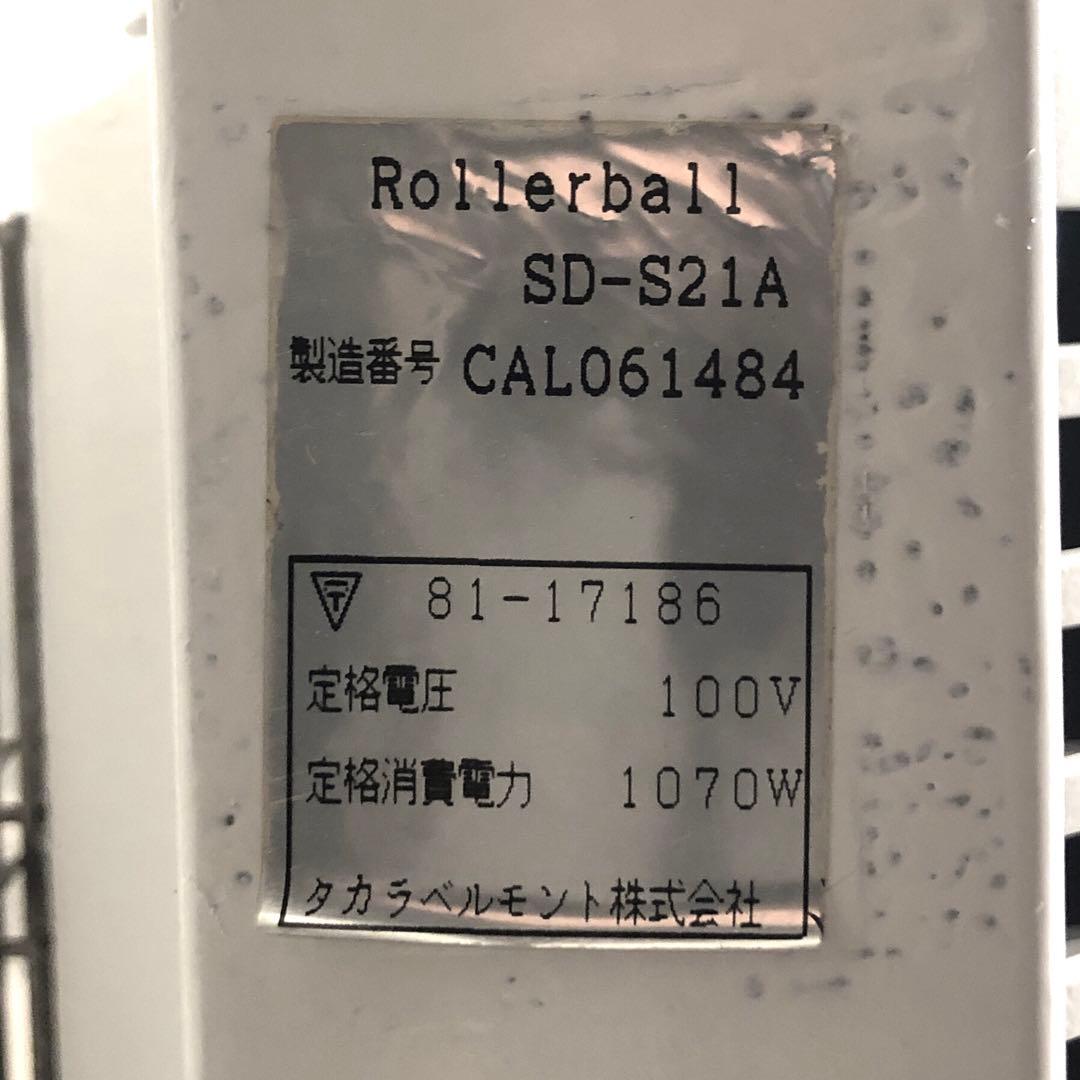 Rollerball
SD-S21A
製造番号 CAL061484
81-17186
定格電圧 100V
定格消費電力 1070W
タカラベルモント株式会社